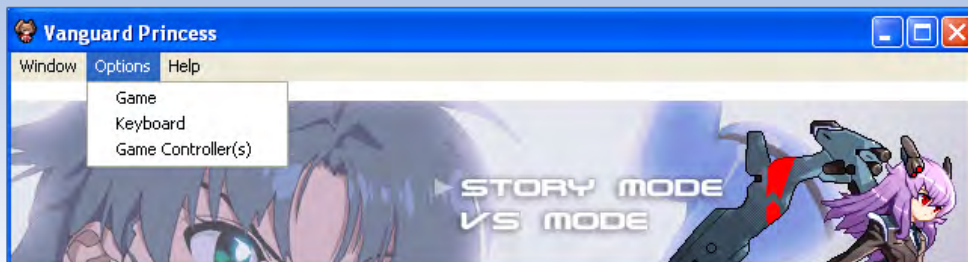 Vanguard Princess
Window Options Help
Game
Keyboard
Game Controller(s)
STORY MODE
VS MODE